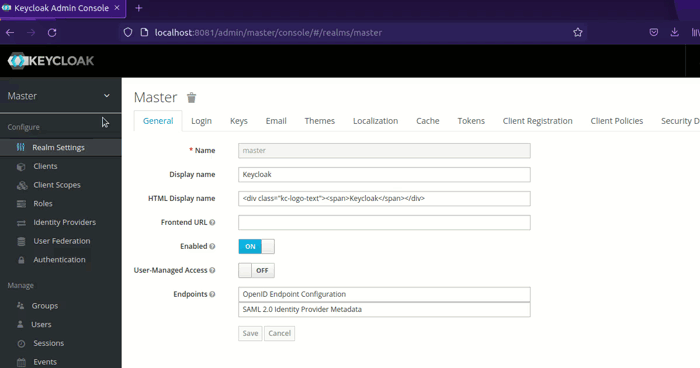 Keycloak Admin Console
localhost:8081/admin/master/console/#/realms/master
KEYCLOAK
Master
Configure
Realm Settings
Clients
Client Scopes
Roles
Identity Providers
User Federation
Authentication
Manage
Groups
Users
Sessions
Events
Master
General Login Keys Email Themes Localization Cache Tokens Client Registration Client Policies Security D
* Name master
Display name Keycloak
HTML Display name <div class="kc-logo-text"><span>Keycloak</span></div>
Frontend URL
Enabled ON
User-Managed Access OFF
Endpoints OpenID Endpoint Configuration
SAML 2.0 Identity Provider Metadata
Save Cancel